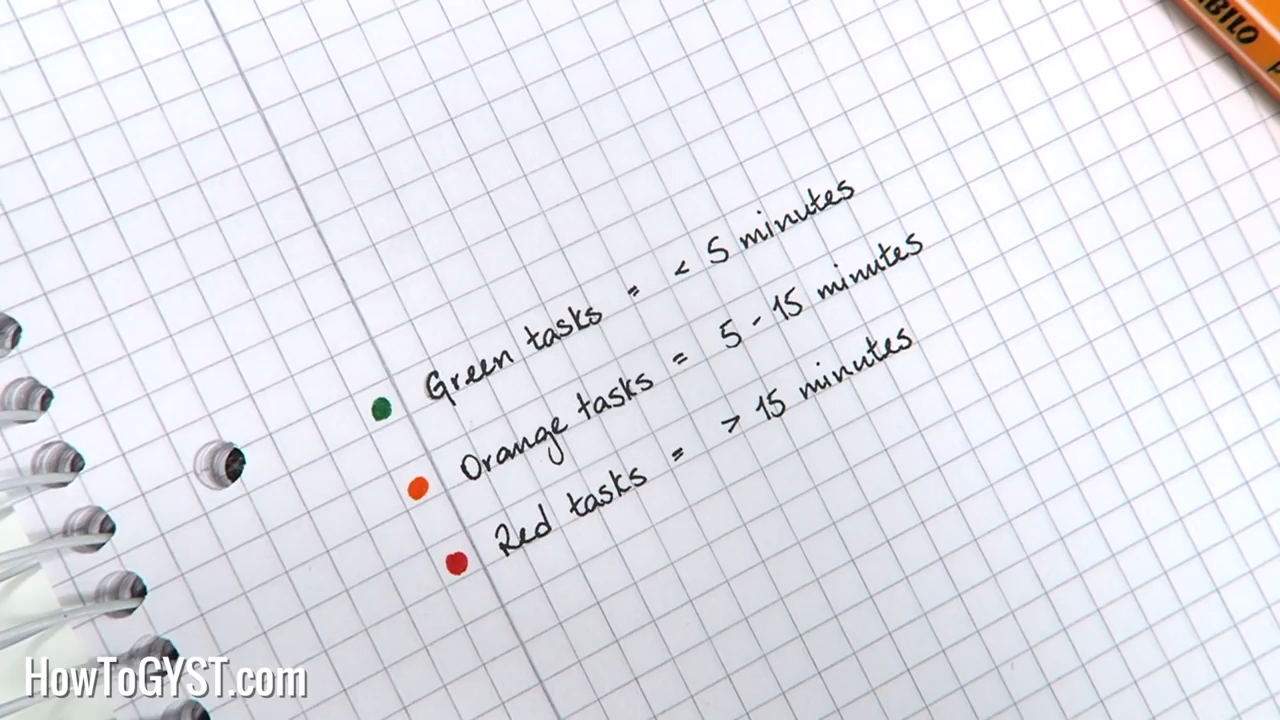 Green tasks = < 5 minutes
Orange tasks = 5 - 15 minutes
Red tasks = > 15 minutes
HowToGYST.com